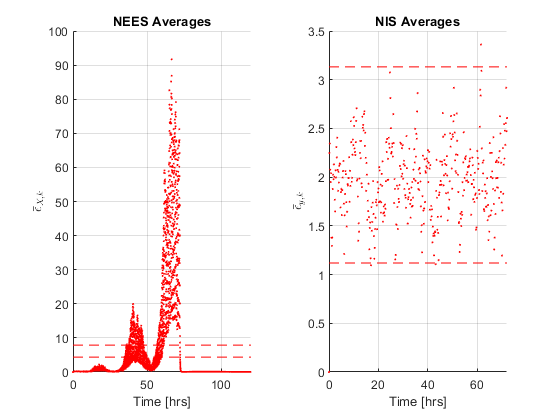 NEES Averages
100
90
80
70
60
50
40
30
20
10
0
0 50 100
Time [hrs]
ε̄X,k
NIS Averages
3.5
3
2.5
2
1.5
1
0.5
0
0 20 40 60
Time [hrs]
ε̄y,k